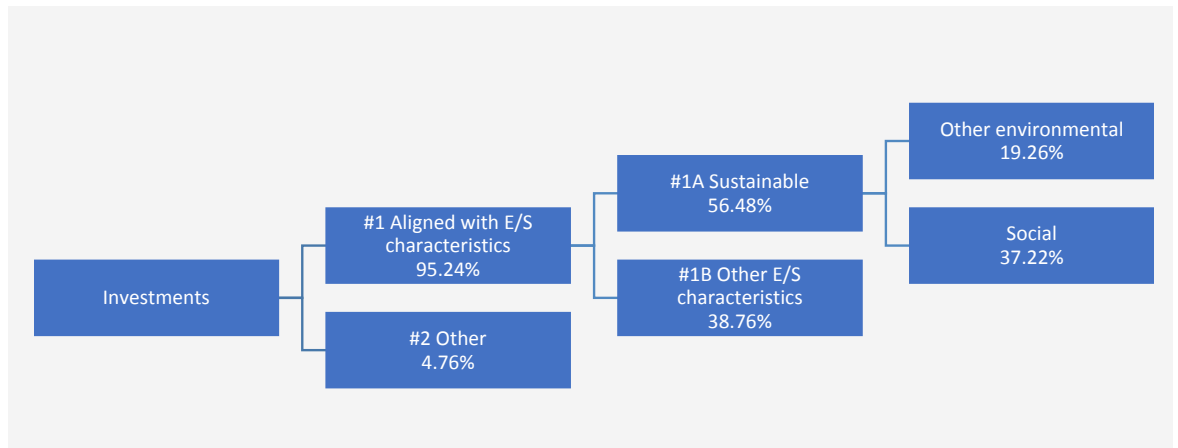 Investments
#1 Aligned with E/S
characteristics
95.24%
#2 Other
4.76%
#1A Sustainable
56.48%
#1B Other E/S
characteristics
38.76%
Other environmental
19.26%
Social
37.22%